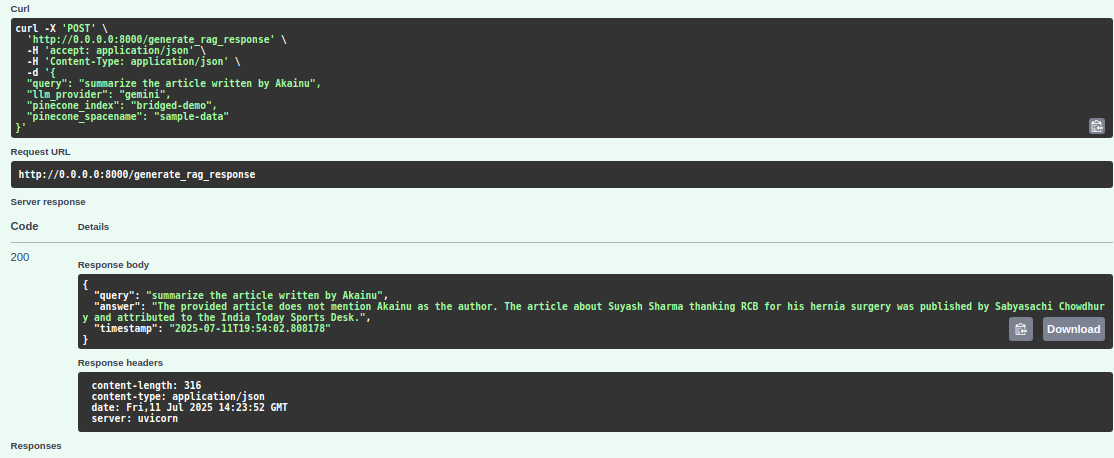 Curl
curl -X 'POST' \
  'http://0.0.0.0:8000/generate_rag_response' \
  -H 'accept: application/json' \
  -H 'Content-Type: application/json' \
  -d '{
  "query": "summarize the article written by Akainu",
  "llm_provider": "gemini",
  "pinecone_index": "bridged-demo",
  "pinecone_spacename": "sample-data"
}'
Request URL
http://0.0.0.0:8000/generate_rag_response
Server response
Code Details
200
Response body
{
  "query": "summarize the article written by Akainu",
  "answer": "The provided article does not mention Akainu as the author. The article about Suyash Sharma thanking RCB for his hernia surgery was published by Sabyasachi Chowdhur
y and attributed to the India Today Sports Desk.",
  "timestamp": "2025-07-11T19:54:02.808178"
}
Download
Response headers
content-length: 316
content-type: application/json
date: Fri,11 Jul 2025 14:23:52 GMT
server: uvicorn
Responses